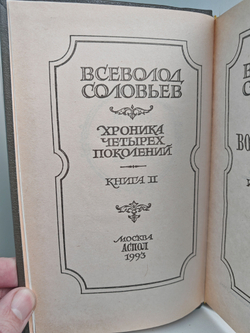 ВСЕВОЛОД
СОЛОВЬЕВ
ХРОНИКА
ЧЕТЫРЕХ
ПОКОЛЕНИЙ
КНИГА II
МОСКВА
АСПОЛ
1993